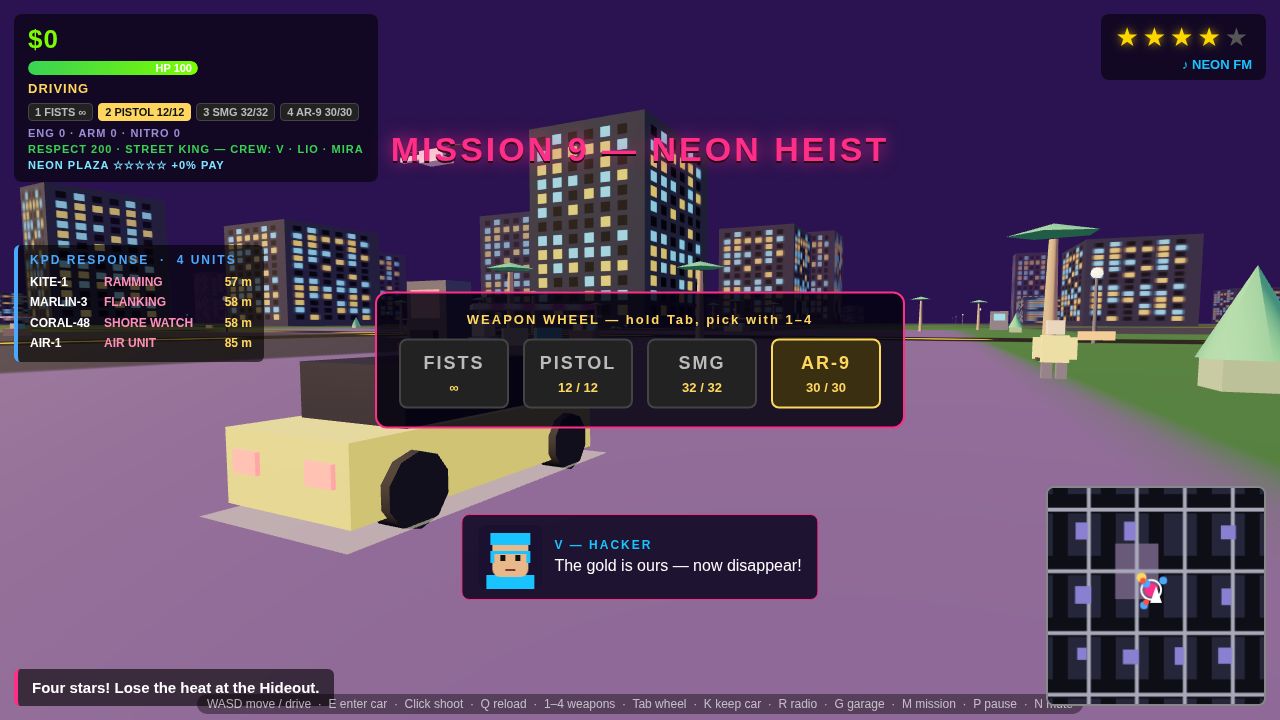 $0
HP 100
DRIVING
1 FISTS ∞ 2 PISTOL 12/12 3 SMG 32/32 4 AR-9 30/30
ENG 0 · ARM 0 · NITRO 0
RESPECT 200 · STREET KING — CREW: V · LIO · MIRA
NEON PLAZA ☆☆☆☆☆ +0% PAY
★★★★★
♪ NEON FM
MISSION 9 — NEON HEIST
KPD RESPONSE · 4 UNITS
KITE-1 RAMMING 57 m
MARLIN-3 FLANKING 58 m
CORAL-48 SHORE WATCH 58 m
AIR-1 AIR UNIT 85 m
WEAPON WHEEL — hold Tab, pick with 1–4
FISTS PISTOL SMG AR-9
∞ 12 / 12 32 / 32 30 / 30
V — HACKER
The gold is ours — now disappear!
Four stars! Lose the heat at the Hideout.
WASD move / drive · E enter car · Click shoot · Q reload · 1–4 weapons · Tab wheel · K keep car · R radio · G garage · M mission · P pause · N mute